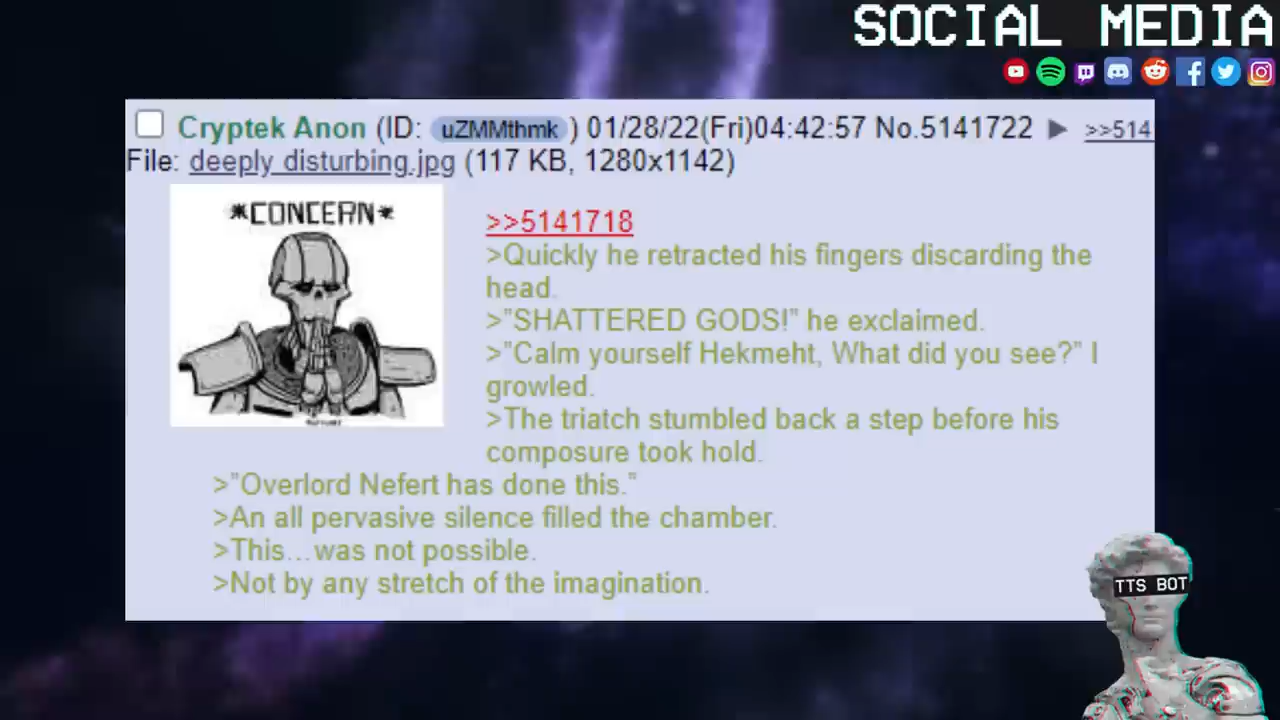 SOCIAL MEDIA
Cryptek Anon (ID: uZMMthmk) 01/28/22(Fri)04:42:57 No.5141722 ▶ >>514
File: deeply disturbing.jpg (117 KB, 1280x1142)
*CONCERN*
>>5141718
>Quickly he retracted his fingers discarding the
head.
>"SHATTERED GODS!" he exclaimed.
>"Calm yourself Hekmeht, What did you see?" I
growled.
>The triatch stumbled back a step before his
composure took hold.
>"Overlord Nefert has done this."
>An all pervasive silence filled the chamber.
>This...was not possible.
>Not by any stretch of the imagination.
TTS BOT